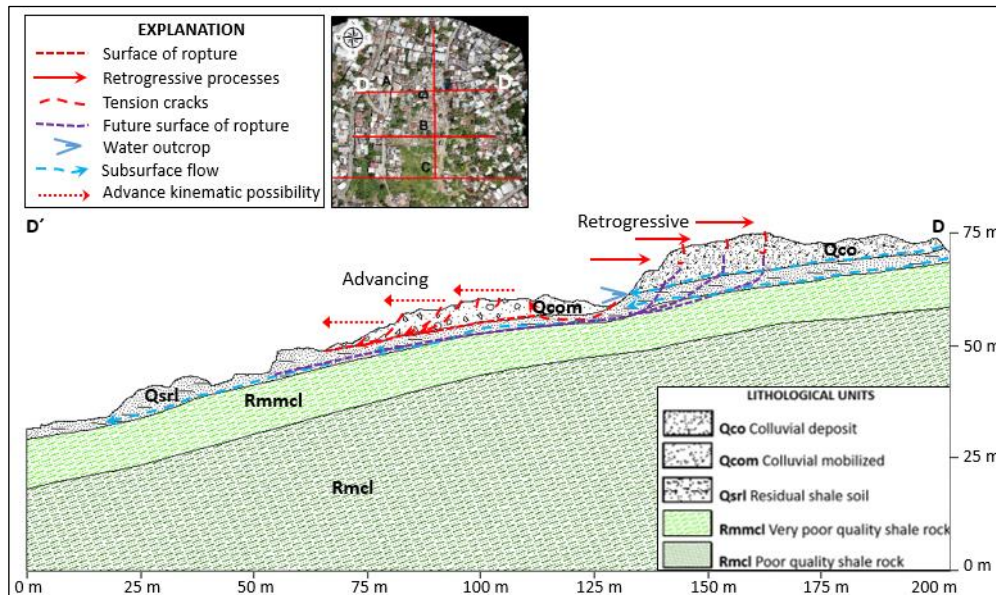 EXPLANATION
Surface of ropture
Retrogressive processes
Tension cracks
Future surface of ropture
Water outcrop
Subsurface flow
Advance kinematic possibility
A
D´
D
B
C
D´
D
Retrogressive
75 m
Qco
Advancing
Qcom
50 m
Qsrl
Rmmcl
LITHOLOGICAL UNITS
Qco Colluvial deposit
Qcom Colluvial mobilized
Qsrl Residual shale soil
Rmmcl Very poor quality shale rock
Rmcl Poor quality shale rock
25 m
Rmcl
0 m
0 m 25 m 50 m 75 m 100 m 125 m 150 m 175 m 200 m